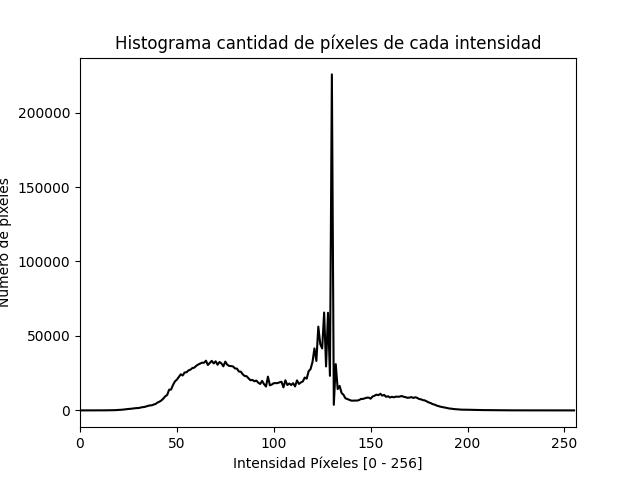 Histograma cantidad de píxeles de cada intensidad
Número de píxeles
200000
150000
100000
50000
0
0 50 100 150 200 250
Intensidad Píxeles [0 - 256]